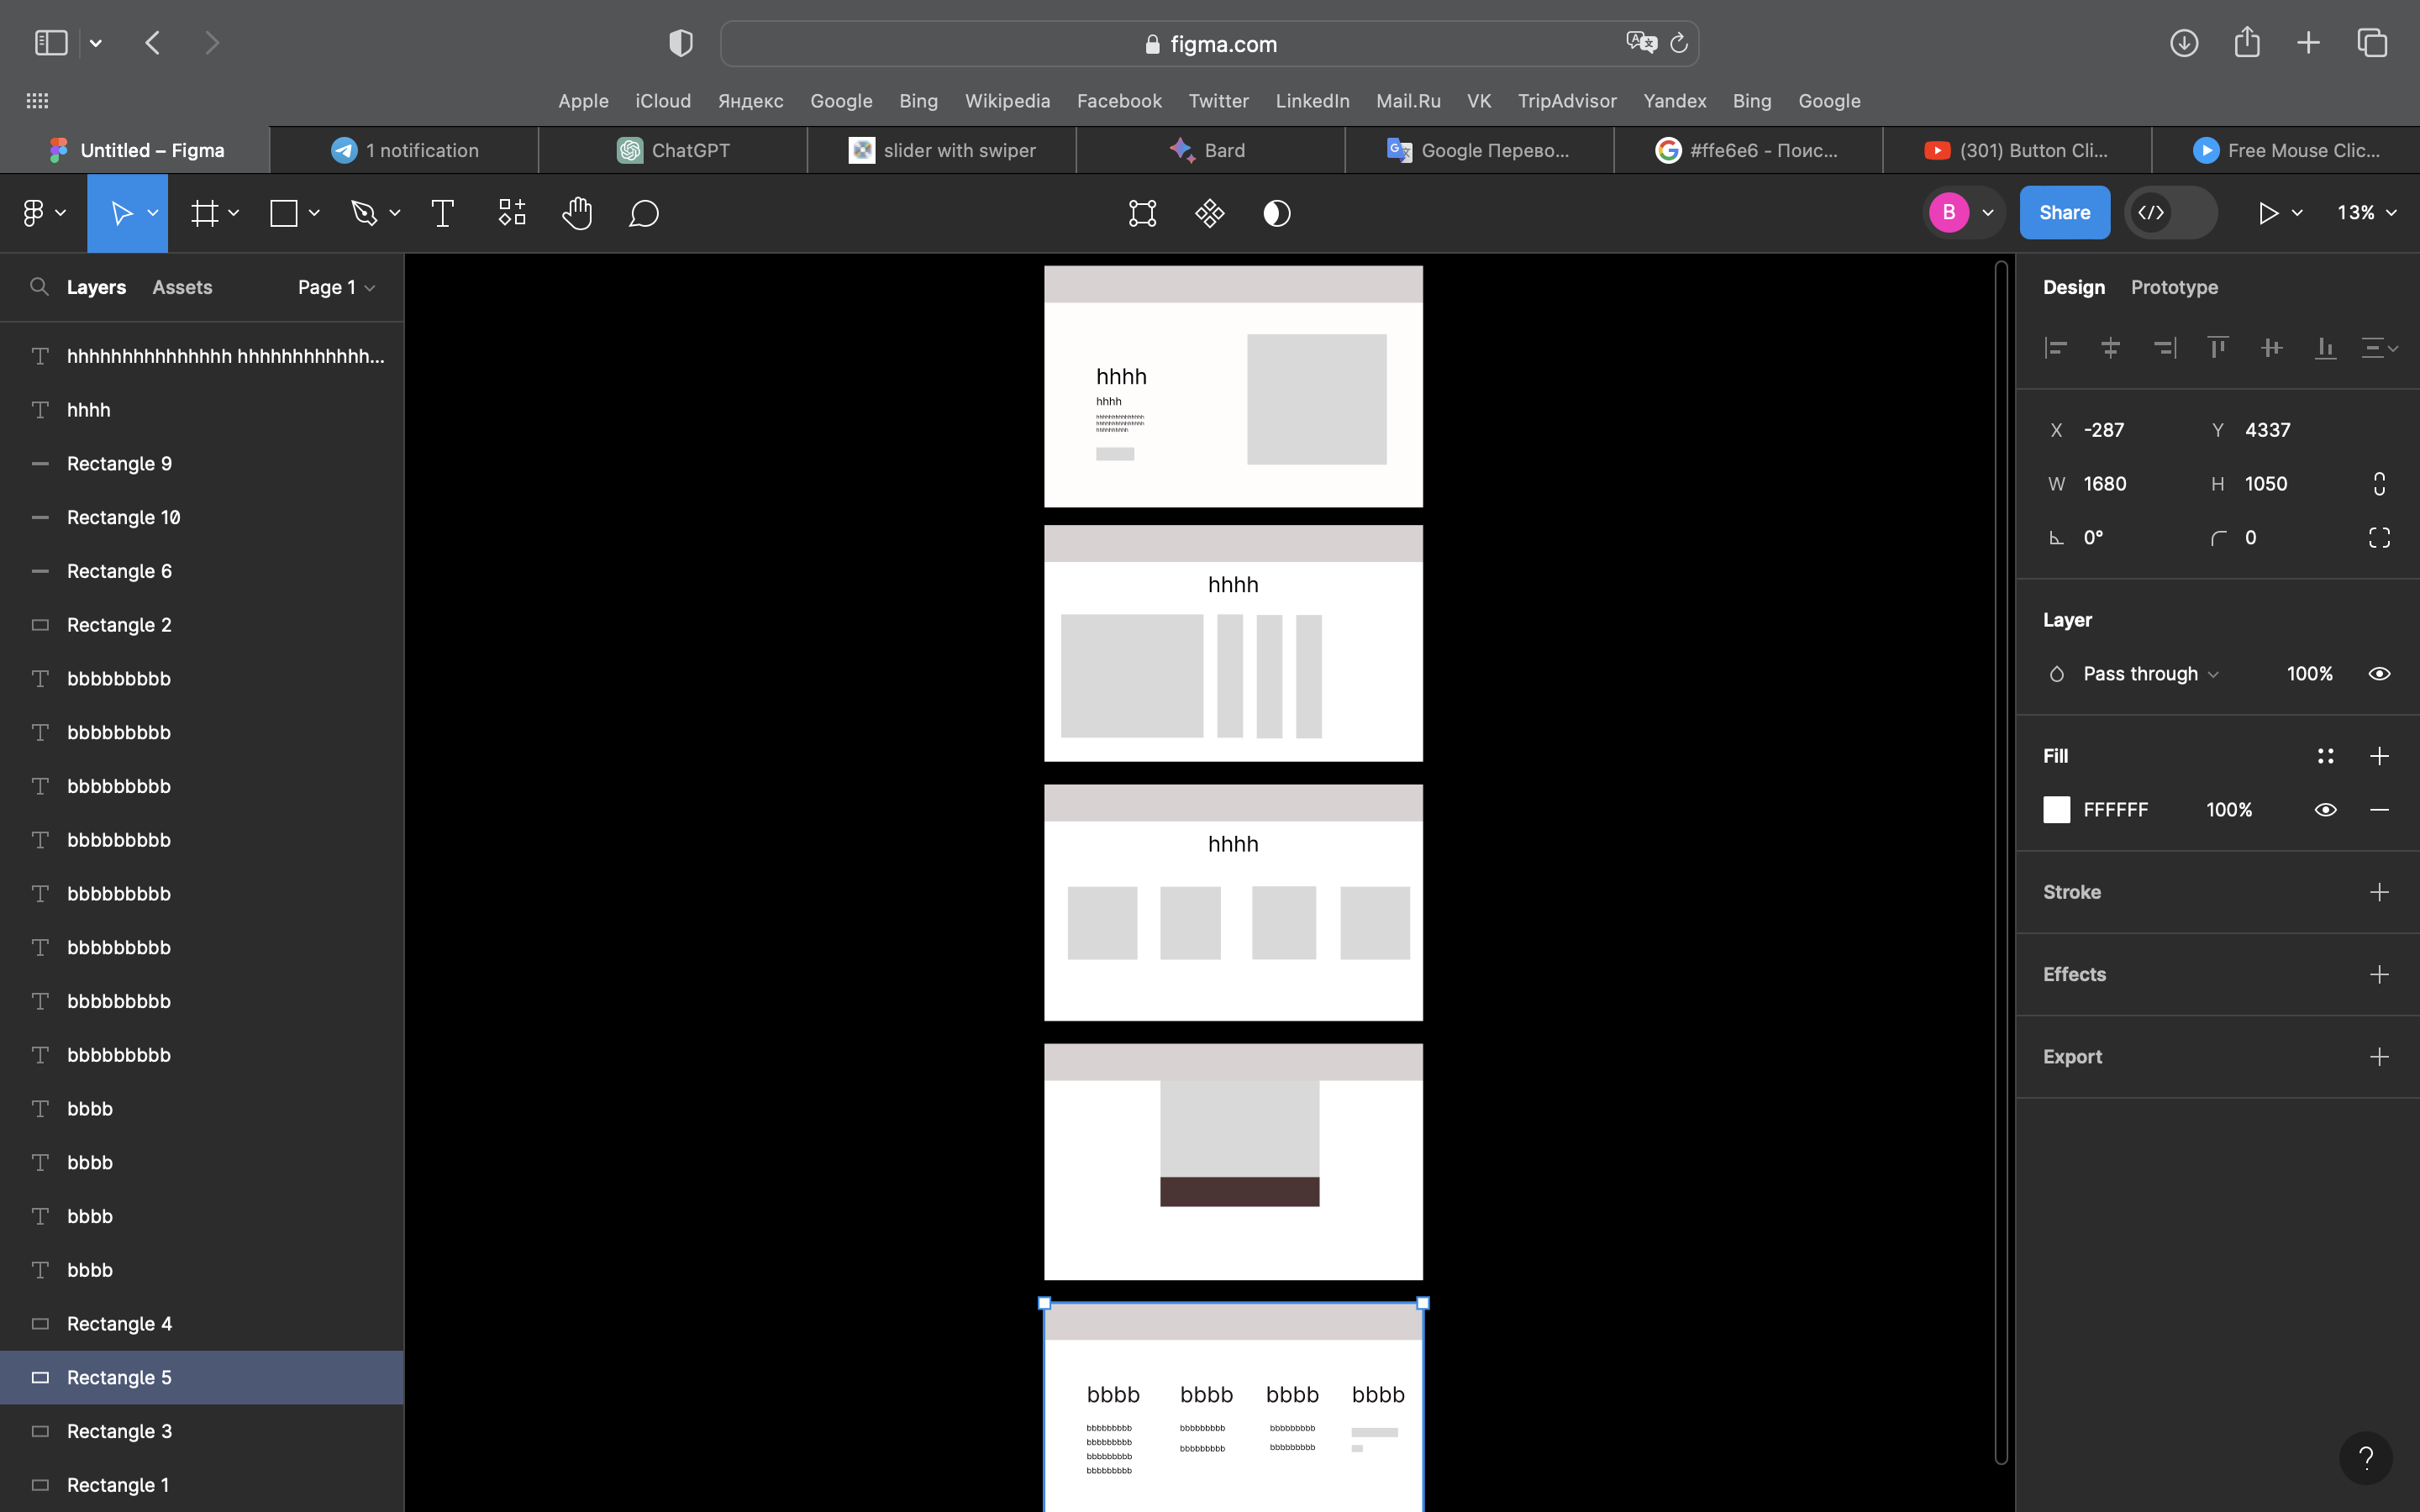 figma.com
Apple iCloud Яндекс Google Bing Wikipedia Facebook Twitter LinkedIn Mail.Ru VK TripAdvisor Yandex Bing Google
Untitled – Figma 1 notification ChatGPT slider with swiper Bard Google Перево... #ffe6e6 - Поис... (301) Button Cli... Free Mouse Clic...
B Share 13%
Layers Assets Page 1
Design Prototype
hhhhhhhhhhhhhhh hhhhhhhhhhhh...
hhhh
Rectangle 9
Rectangle 10
Rectangle 6
Rectangle 2
bbbbbbbbb
bbbbbbbbb
bbbbbbbbb
bbbbbbbbb
bbbbbbbbb
bbbbbbbbb
bbbbbbbbb
bbbbbbbbb
bbbb
bbbb
bbbb
bbbb
Rectangle 4
Rectangle 5
Rectangle 3
Rectangle 1
hhhh
hhhh
hhhh
hhhh
bbbb bbbb bbbb bbbb
bbbbbbbbb bbbbbbbbb bbbbbbbbb
bbbbbbbbb bbbbbbbbb bbbbbbbbb
bbbbbbbbb
bbbbbbbbb
X -287 Y 4337
W 1680 H 1050
0° 0
Layer
Pass through 100%
Fill
FFFFFF 100%
Stroke
Effects
Export
?